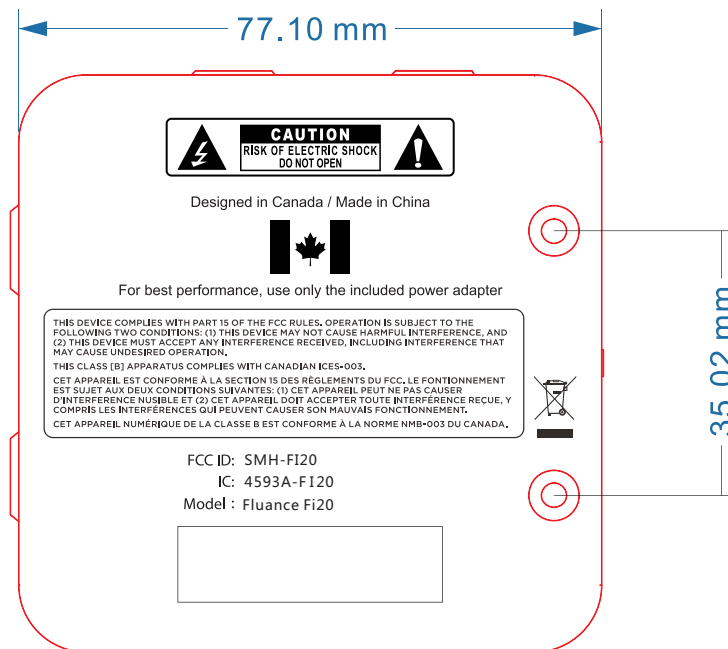 77.10 mm
CAUTION
RISK OF ELECTRIC SHOCK
DO NOT OPEN
Designed in Canada / Made in China
For best performance, use only the included power adapter
THIS DEVICE COMPLIES WITH PART 15 OF THE FCC RULES. OPERATION IS SUBJECT TO THE
FOLLOWING TWO CONDITIONS: (1) THIS DEVICE MAY NOT CAUSE HARMFUL INTERFERENCE, AND
(2) THIS DEVICE MUST ACCEPT ANY INTERFERENCE RECEIVED, INCLUDING INTERFERENCE THAT
MAY CAUSE UNDESIRED OPERATION.
THIS CLASS [B] APPARATUS COMPLIES WITH CANADIAN ICES-003.
CET APPAREIL EST CONFORME À LA SECTION 15 DES RÈGLEMENTS DU FCC. LE FONTIONNEMENT
EST SUJET AUX DEUX CONDITIONS SUIVANTES: (1) CET APPAREIL PEUT NE PAS CAUSER
D'INTERFERENCE NUSIBLE ET (2) CET APPAREIL DOIT ACCEPTER TOUTE INTERFÉRENCE REÇUE, Y
COMPRIS LES INTERFÉRENCES QUI PEUVENT CAUSER SON MAUVAIS FONCTIONNEMENT.
CET APPAREIL NUMÉRIQUE DE LA CLASSE B EST CONFORME À LA NORME NMB-003 DU CANADA.
FCC ID: SMH-FI20
IC: 4593A-FI20
Model : Fluance Fi20
35.02 mm